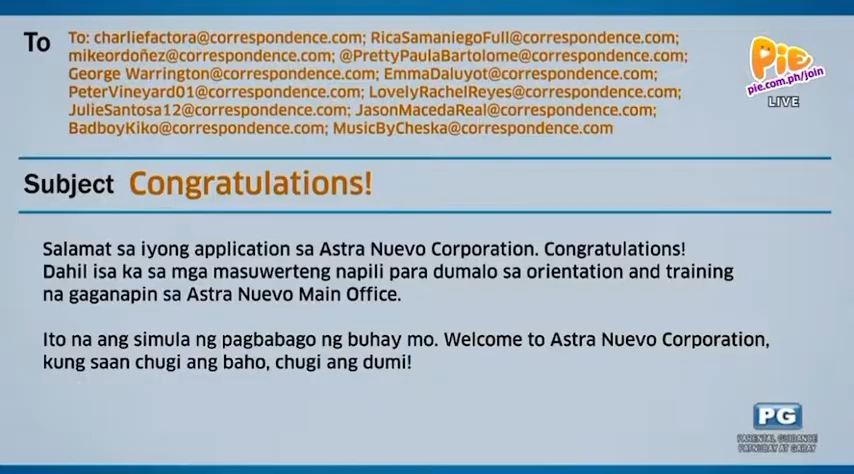 To
To: charliefactora@correspondence.com; RicaSamaniegoFull@correspondence.com;
mikeordoñez@correspondence.com; @PrettyPaulaBartolome@correspondence.com;
George Warrington@correspondence.com; EmmaDaluyot@correspondence.com;
PeterVineyard01@correspondence.com; LovelyRachelReyes@correspondence.com;
JulieSantosa12@correspondence.com; JasonMacedaReal@correspondence.com;
BadboyKiko@correspondence.com; MusicByCheska@correspondence.com
Pie
pie.com.ph/join
LIVE
Subject Congratulations!
Salamat sa iyong application sa Astra Nuevo Corporation. Congratulations!
Dahil isa ka sa mga masuwerteng napili para dumalo sa orientation and training
na gaganapin sa Astra Nuevo Main Office.
Ito na ang simula ng pagbabago ng buhay mo. Welcome to Astra Nuevo Corporation,
kung saan chugi ang baho, chugi ang dumi!
PG
PARENTAL GUIDANCE
PATNUBAY AT GABAY